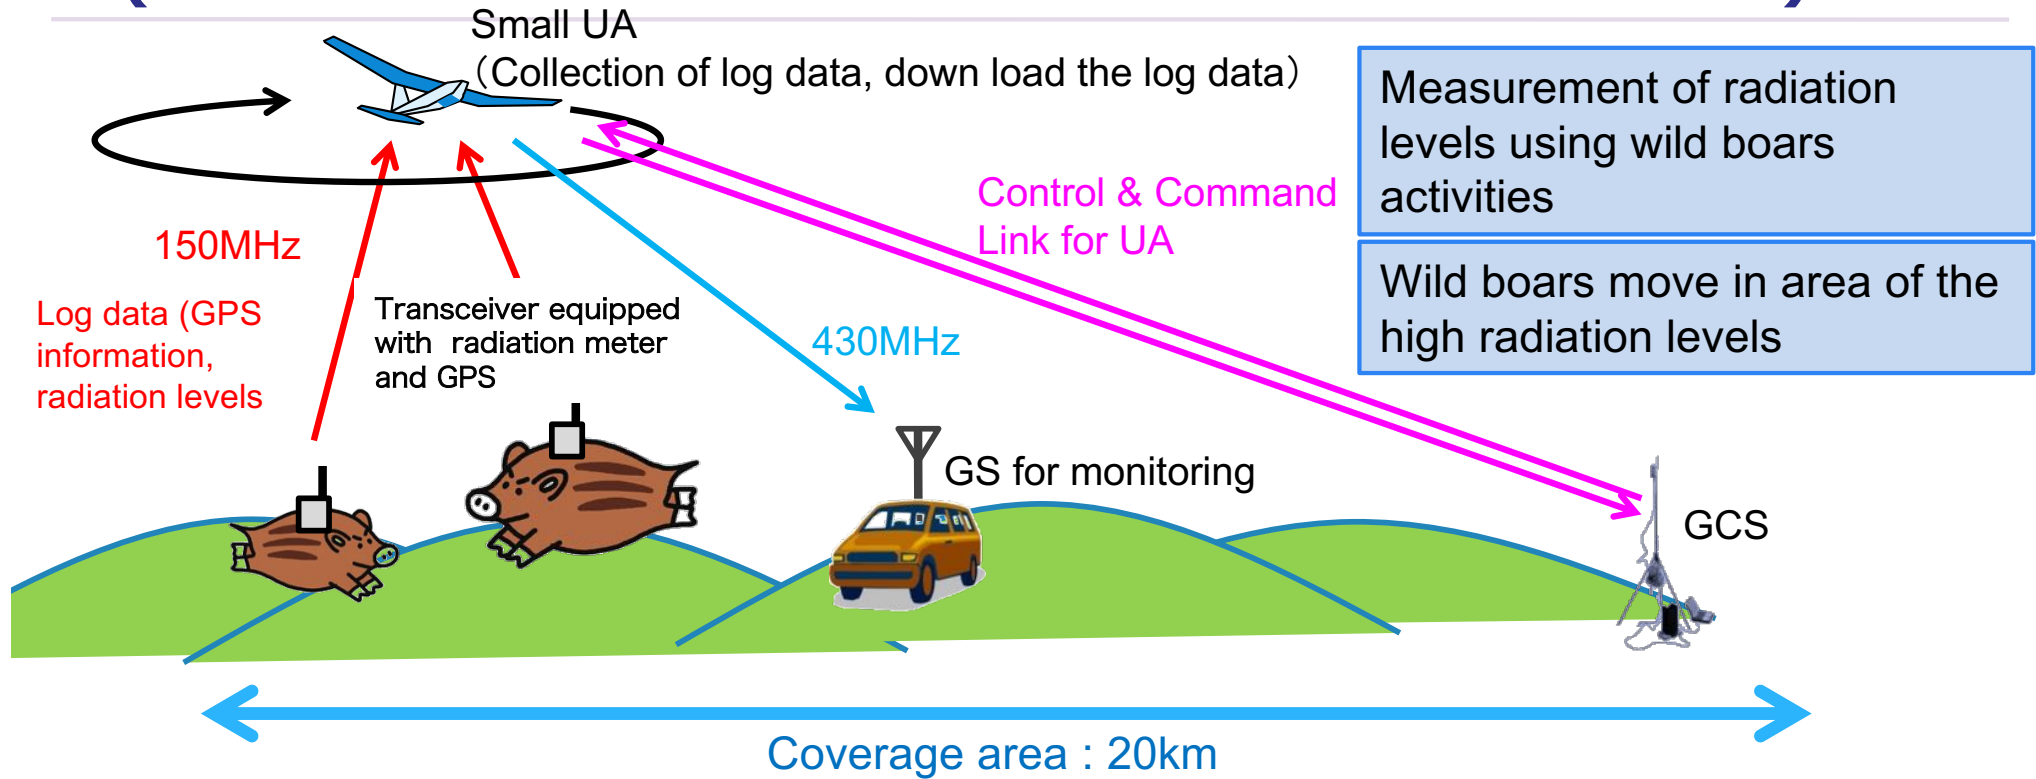 Small UA
（Collection of log data, down load the log data）
Measurement of radiation
levels using wild boars
activities
Wild boars move in area of the
high radiation levels
Control & Command
Link for UA
150MHz
Log data (GPS
information,
radiation levels
Transceiver equipped
with radiation meter
and GPS
430MHz
GS for monitoring
GCS
Coverage area : 20km